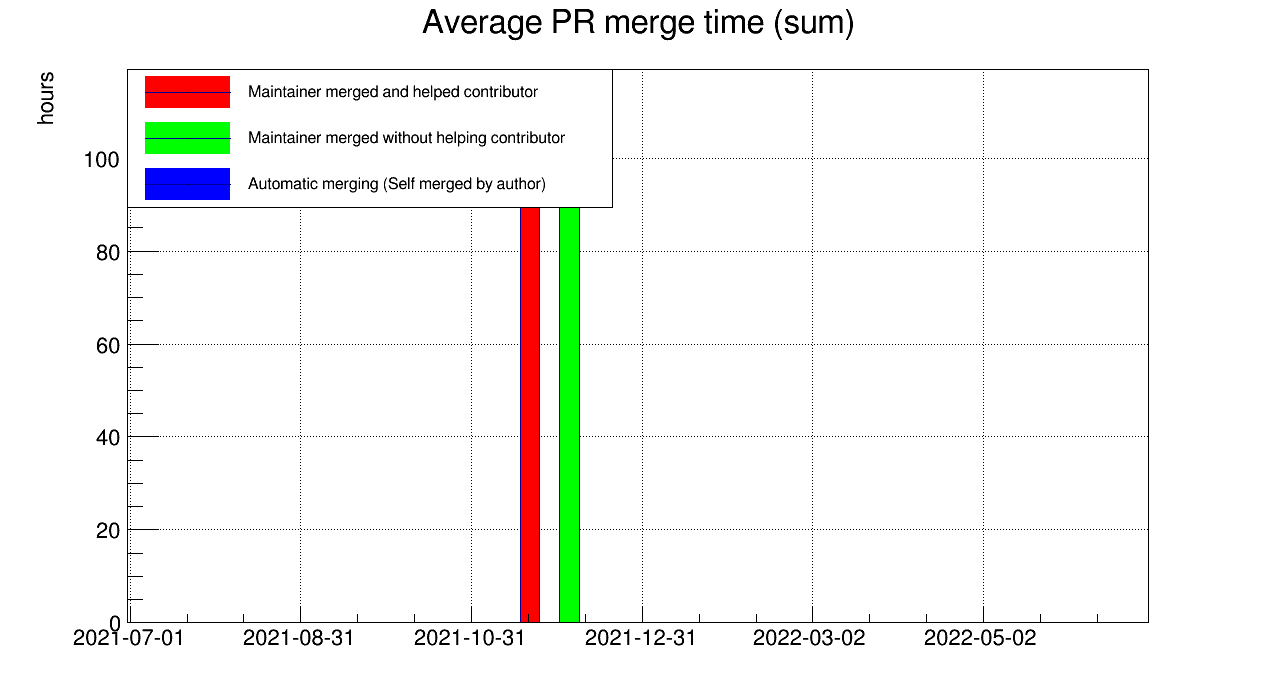 Average PR merge time (sum)
hours
Maintainer merged and helped contributor
Maintainer merged without helping contributor
Automatic merging (Self merged by author)
100
80
60
40
20
0
2021-07-01 2021-08-31 2021-10-31 2021-12-31 2022-03-02 2022-05-02